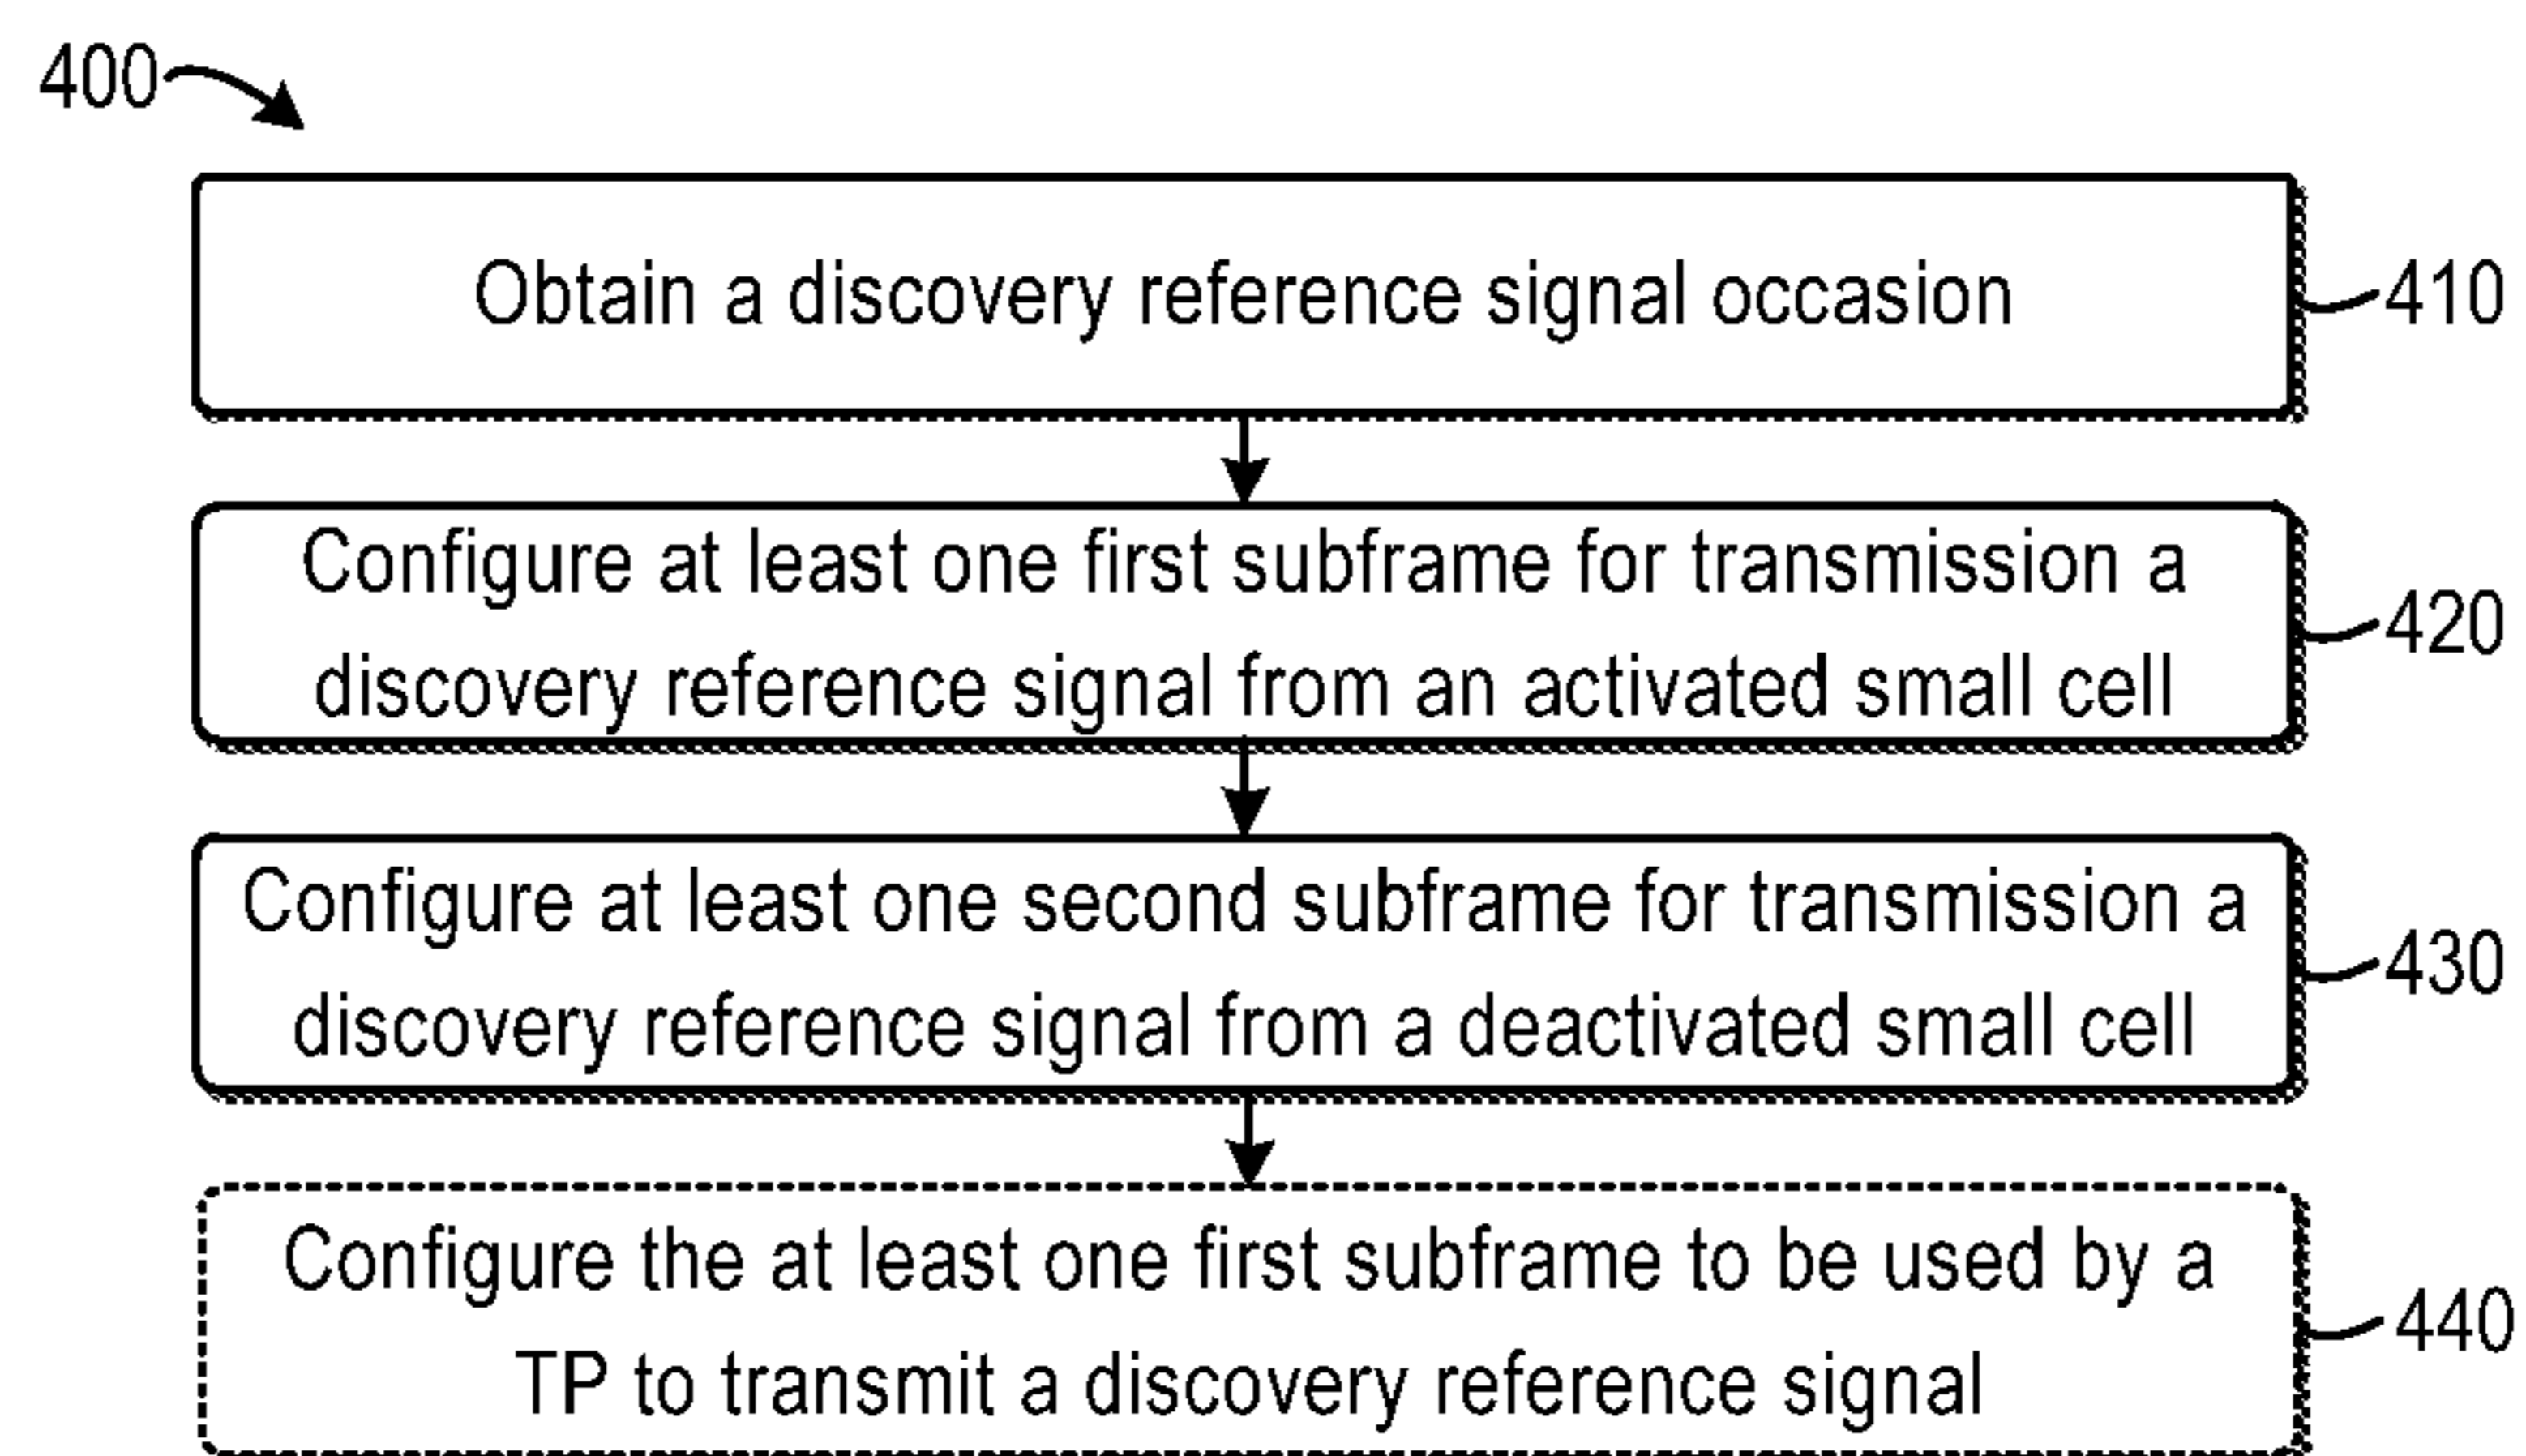 400
Obtain a discovery reference signal occasion
410
Configure at least one first subframe for transmission a
discovery reference signal from an activated small cell
420
Configure at least one second subframe for transmission a
discovery reference signal from a deactivated small cell
430
Configure the at least one first subframe to be used by a
TP to transmit a discovery reference signal
440